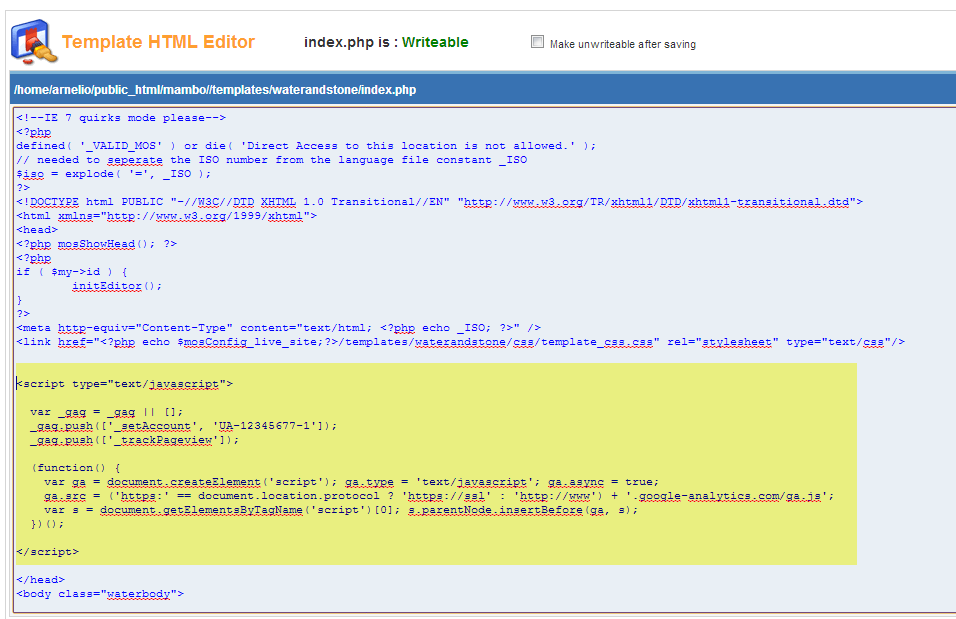 Template HTML Editor
index.php is : Writeable
Make unwriteable after saving
/home/arnelio/public_html/mambo//templates/waterandstone/index.php
<!--IE 7 quirks mode please-->
<?php
defined( '_VALID_MOS' ) or die( 'Direct Access to this location is not allowed.' );
// needed to seperate the ISO number from the language file constant _ISO
$iso = explode( '=', _ISO );
?>
<!DOCTYPE html PUBLIC "-//W3C//DTD XHTML 1.0 Transitional//EN" "http://www.w3.org/TR/xhtml1/DTD/xhtml1-transitional.dtd">
<html xmlns="http://www.w3.org/1999/xhtml">
<head>
<?php mosShowHead(); ?>
<?php
if ( $my->id ) {
initEditor();
}
?>
<meta http-equiv="Content-Type" content="text/html; <?php echo _ISO; ?>" />
<link href="<?php echo $mosConfig_live_site;?>/templates/waterandstone/css/template_css.css" rel="stylesheet" type="text/css"/>
<script type="text/javascript">
var _gaq = _gaq || [];
_gaq.push(['_setAccount', 'UA-12345677-1']);
_gaq.push(['_trackPageview']);
(function() {
var ga = document.createElement('script'); ga.type = 'text/javascript'; ga.async = true;
ga.src = ('https:' == document.location.protocol ? 'https://ssl' : 'http://www') + '.google-analytics.com/ga.js';
var s = document.getElementsByTagName('script')[0]; s.parentNode.insertBefore(ga, s);
})();
</script>
</head>
<body class="waterbody">